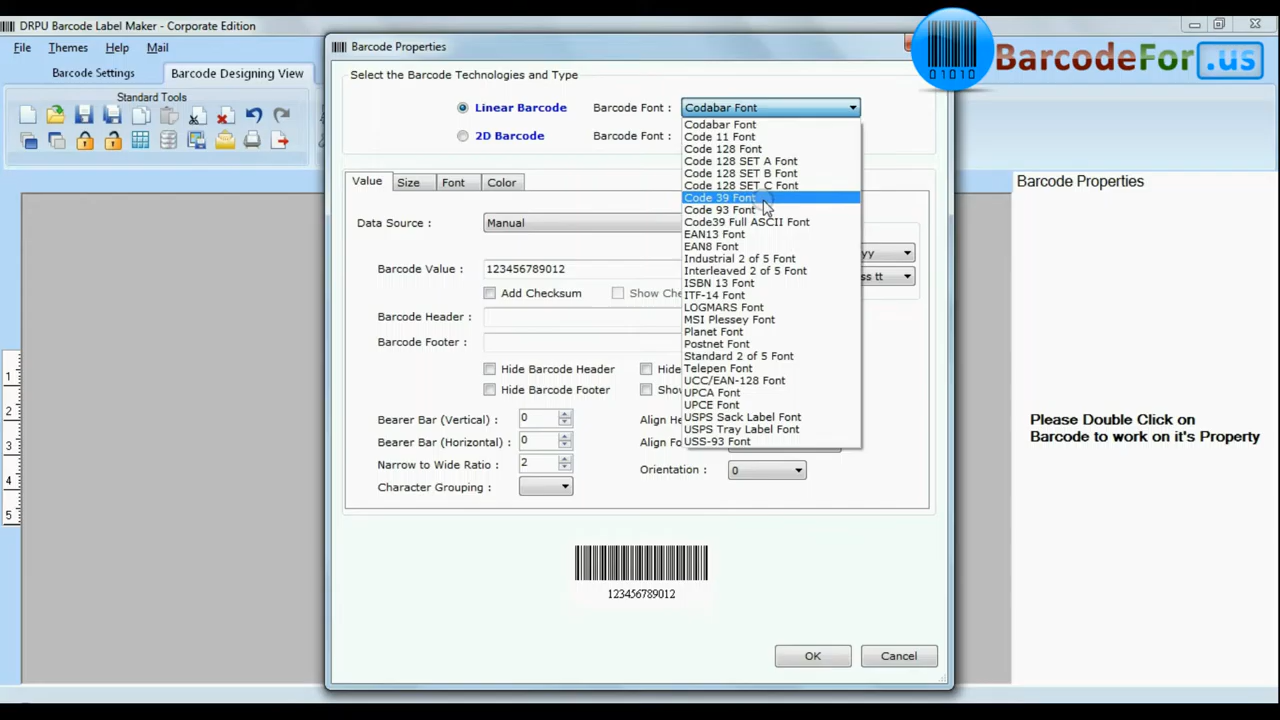 DRPU Barcode Label Maker - Corporate Edition
File Themes Help Mail
Barcode Settings
Barcode Designing View
Standard Tools
Barcode Properties
01010
BarcodeFor.us
Select the Barcode Technologies and Type
Linear Barcode
Barcode Font :
Codabar Font
2D Barcode
Barcode Font :
Codabar Font
Code 11 Font
Code 128 Font
Code 128 SET A Font
Code 128 SET B Font
Code 128 SET C Font
Code 39 Font
Code 93 Font
Code39 Full ASCII Font
EAN13 Font
EAN8 Font
Industrial 2 of 5 Font
Interleaved 2 of 5 Font
ISBN 13 Font
ITF-14 Font
LOGMARS Font
MSI Plessey Font
Planet Font
Postnet Font
Standard 2 of 5 Font
Telepen Font
UCC/EAN-128 Font
UPCA Font
UPCE Font
USPS Sack Label Font
USPS Tray Label Font
USS-93 Font
Value Size Font Color
Data Source :
Manual
yy
Barcode Value :
123456789012
ss tt
Add Checksum
Show
Barcode Header :
Barcode Footer :
Hide Barcode Header
Hide
Hide Barcode Footer
Bearer Bar (Vertical) :
0
Align
Bearer Bar (Horizontal) :
0
Align
Narrow to Wide Ratio :
2
Orientation :
0
Character Grouping :
123456789012
OK
Cancel
Barcode Properties
Please Double Click on
Barcode to work on it's Property
1
2
3
4
5